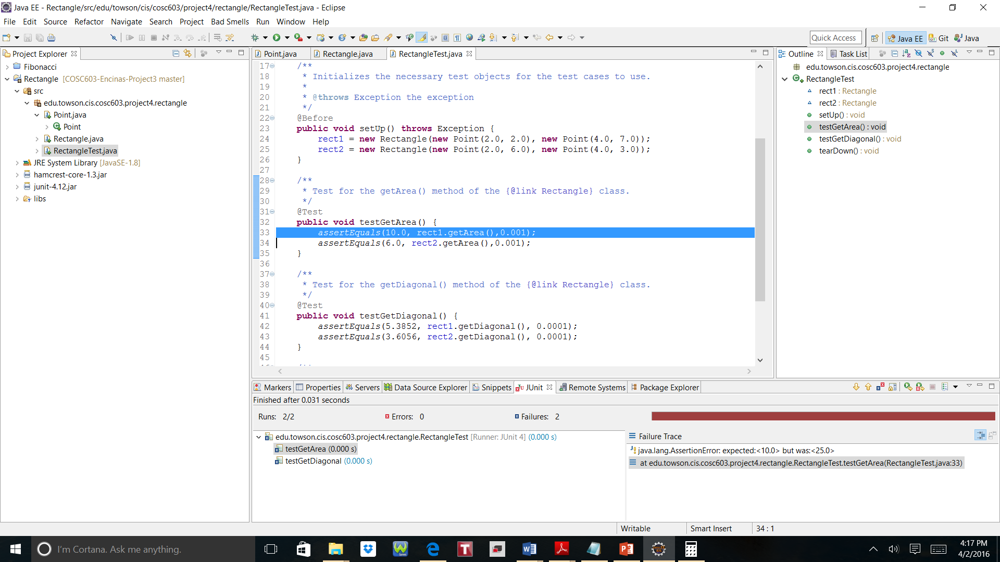 Java EE - Rectangle/src/edu/towson/cis/cosc603/project4/rectangle/RectangleTest.java - Eclipse
File Edit Source Refactor Navigate Search Project Bad Smells Run Window Help
Quick Access Java EE Git Java
Project Explorer
Fibonacci
Rectangle [COSC603-Encinas-Project3 master]
src
edu.towson.cis.cosc603.project4.rectangle
Point.java
Point
Rectangle.java
RectangleTest.java
JRE System Library [JavaSE-1.8]
hamcrest-core-1.3.jar
junit-4.12.jar
libs
Point.java Rectangle.java RectangleTest.java
17 /**
18 * Initializes the necessary test objects for the test cases to use.
19 *
20 * @throws Exception the exception
21 */
22 @Before
23 public void setUp() throws Exception {
24 rect1 = new Rectangle(new Point(2.0, 2.0), new Point(4.0, 7.0));
25 rect2 = new Rectangle(new Point(2.0, 6.0), new Point(4.0, 3.0));
26 }
27
28 /**
29 * Test for the getArea() method of the {@link Rectangle} class.
30 */
31 @Test
32 public void testGetArea() {
33 assertEquals(10.0, rect1.getArea(),0.001);
34 assertEquals(6.0, rect2.getArea(),0.001);
35 }
36
37 /**
38 * Test for the getDiagonal() method of the {@link Rectangle} class.
39 */
40 @Test
41 public void testGetDiagonal() {
42 assertEquals(5.3852, rect1.getDiagonal(), 0.0001);
43 assertEquals(3.6056, rect2.getDiagonal(), 0.0001);
44 }
45
Outline Task List
edu.towson.cis.cosc603.project4.rectangle
RectangleTest
rect1 : Rectangle
rect2 : Rectangle
setUp() : void
testGetArea() : void
testGetDiagonal() : void
tearDown() : void
Markers Properties Servers Data Source Explorer Snippets JUnit Remote Systems Package Explorer
Finished after 0.031 seconds
Runs: 2/2 Errors: 0 Failures: 2
edu.towson.cis.cosc603.project4.rectangle.RectangleTest [Runner: JUnit 4] (0.000 s)
testGetArea (0.000 s)
testGetDiagonal (0.000 s)
Failure Trace
java.lang.AssertionError: expected:<10.0> but was:<25.0>
at edu.towson.cis.cosc603.project4.rectangle.RectangleTest.testGetArea(RectangleTest.java:33)
Writable Smart Insert 34 : 1
I'm Cortana. Ask me anything.
4:17 PM
4/2/2016